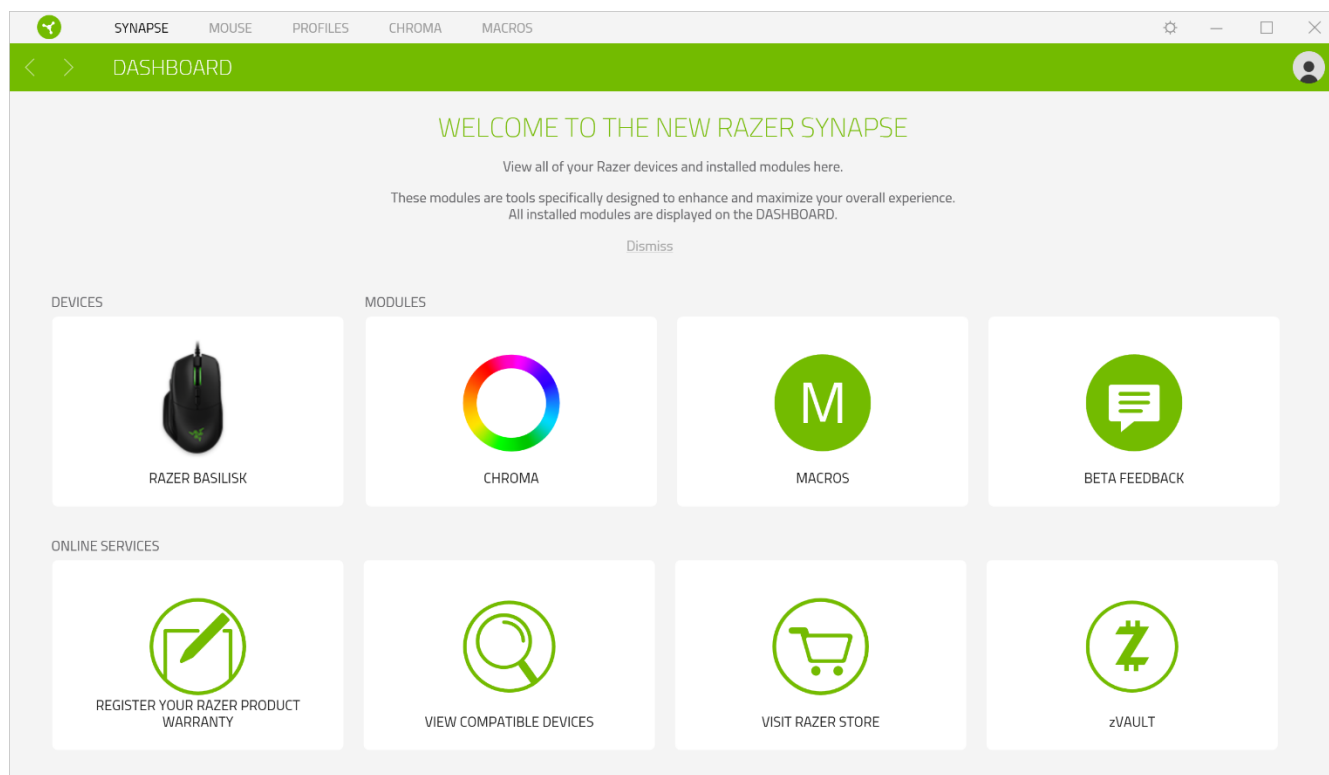 SYNAPSE MOUSE PROFILES CHROMA MACROS
DASHBOARD
WELCOME TO THE NEW RAZER SYNAPSE
View all of your Razer devices and installed modules here.
These modules are tools specifically designed to enhance and maximize your overall experience.
All installed modules are displayed on the DASHBOARD.
Dismiss
DEVICES MODULES
M
RAZER BASILISK CHROMA MACROS BETA FEEDBACK
ONLINE SERVICES
REGISTER YOUR RAZER PRODUCT
WARRANTY VIEW COMPATIBLE DEVICES VISIT RAZER STORE zVAULT